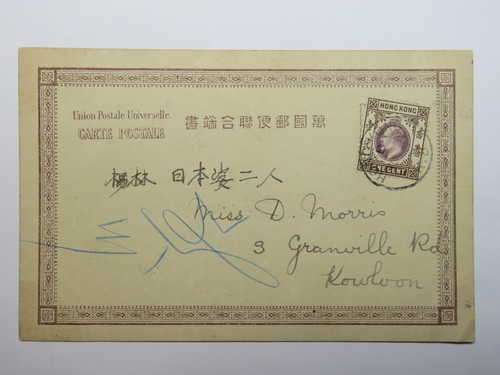 Union Postale Universelle.
CARTE POSTALE
書端合聯便郵國萬
HONG KONG
ONE CENT
日本婆二人
Miss D. Morris
3 Granville Rd
Kowloon